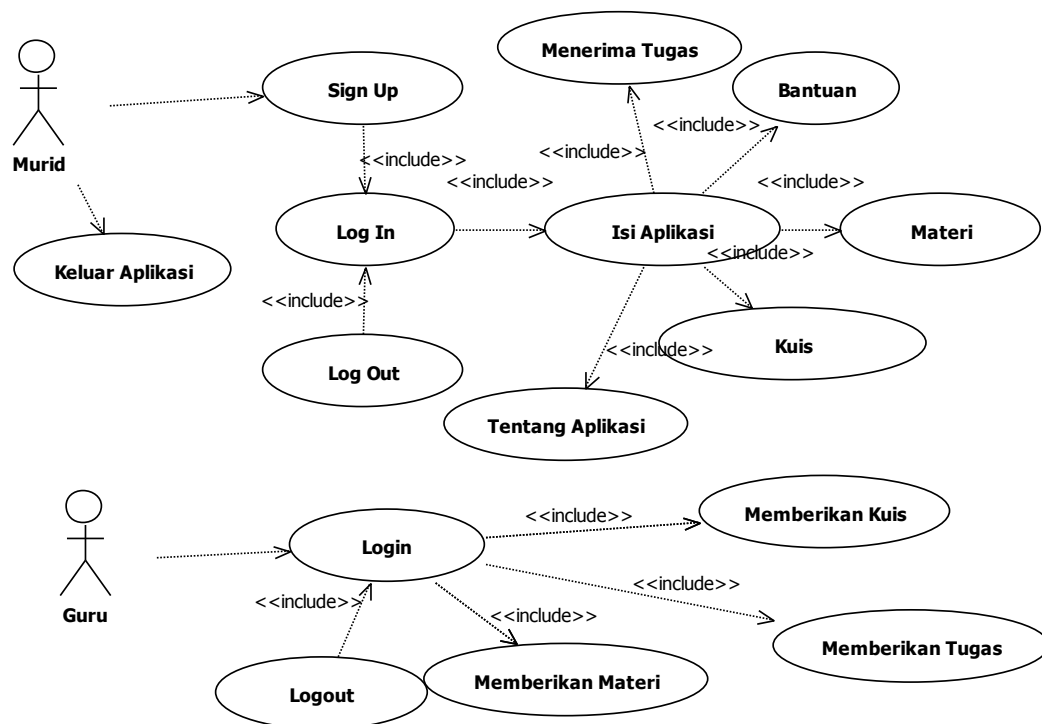 Menerima Tugas
Bantuan
Sign Up
<<include>>
<<include>>
<<include>>
Murid
<<include>>
<<include>>
Log In
Isi Aplikasi
Materi
<<include>>
Keluar Aplikasi
<<include>>
Kuis
<<include>>
Log Out
Tentang Aplikasi
Memberikan Kuis
<<include>>
Login
<<include>>
Guru
<<include>>
<<include>>
Memberikan Tugas
Logout
Memberikan Materi